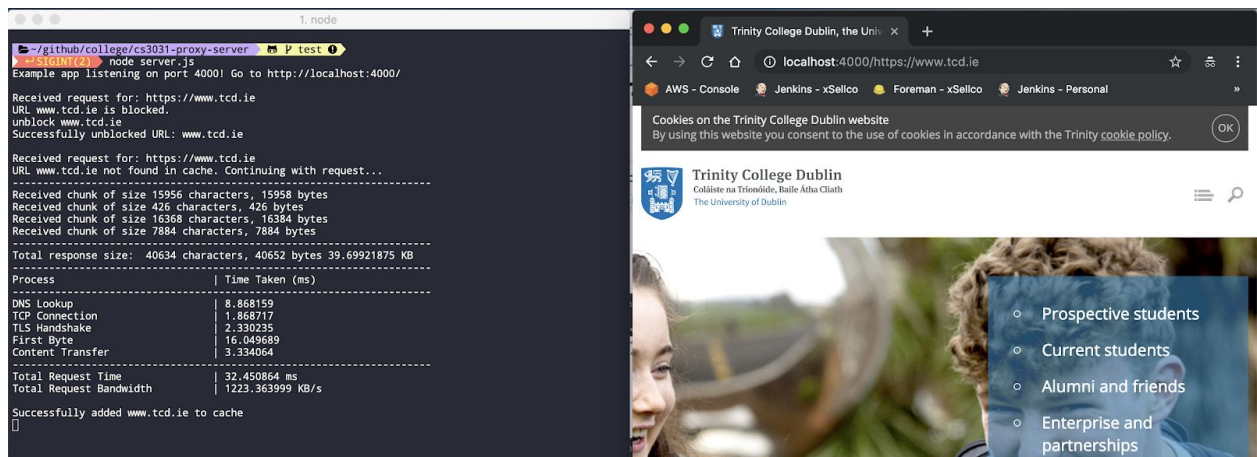 1. node
~/github/college/cs3031-proxy-server test
SIGINT(2) node server.js
Example app listening on port 4000! Go to http://localhost:4000/
Received request for: https://www.tcd.ie
URL www.tcd.ie is blocked.
unblock www.tcd.ie
Successfully unblocked URL: www.tcd.ie
Received request for: https://www.tcd.ie
URL www.tcd.ie not found in cache. Continuing with request...
Received chunk of size 15956 characters, 15958 bytes
Received chunk of size 426 characters, 426 bytes
Received chunk of size 16368 characters, 16384 bytes
Received chunk of size 7884 characters, 7884 bytes
Total response size: 40634 characters, 40652 bytes 39.69921875 KB
Process | Time Taken (ms)
DNS Lookup | 8.868159
TCP Connection | 1.868717
TLS Handshake | 2.330235
First Byte | 16.049689
Content Transfer | 3.334064
Total Request Time | 32.450864 ms
Total Request Bandwidth | 1223.363999 KB/s
Successfully added www.tcd.ie to cache
Trinity College Dublin, the Univ
localhost:4000/https://www.tcd.ie
AWS - Console Jenkins - xSellco Foreman - xSellco Jenkins - Personal »
Cookies on the Trinity College Dublin website
By using this website you consent to the use of cookies in accordance with the Trinity cookie policy.
OK
Trinity College Dublin
Coláiste na Tríonóide, Baile Átha Cliath
The University of Dublin
Prospective students
Current students
Alumni and friends
Enterprise and
partnerships